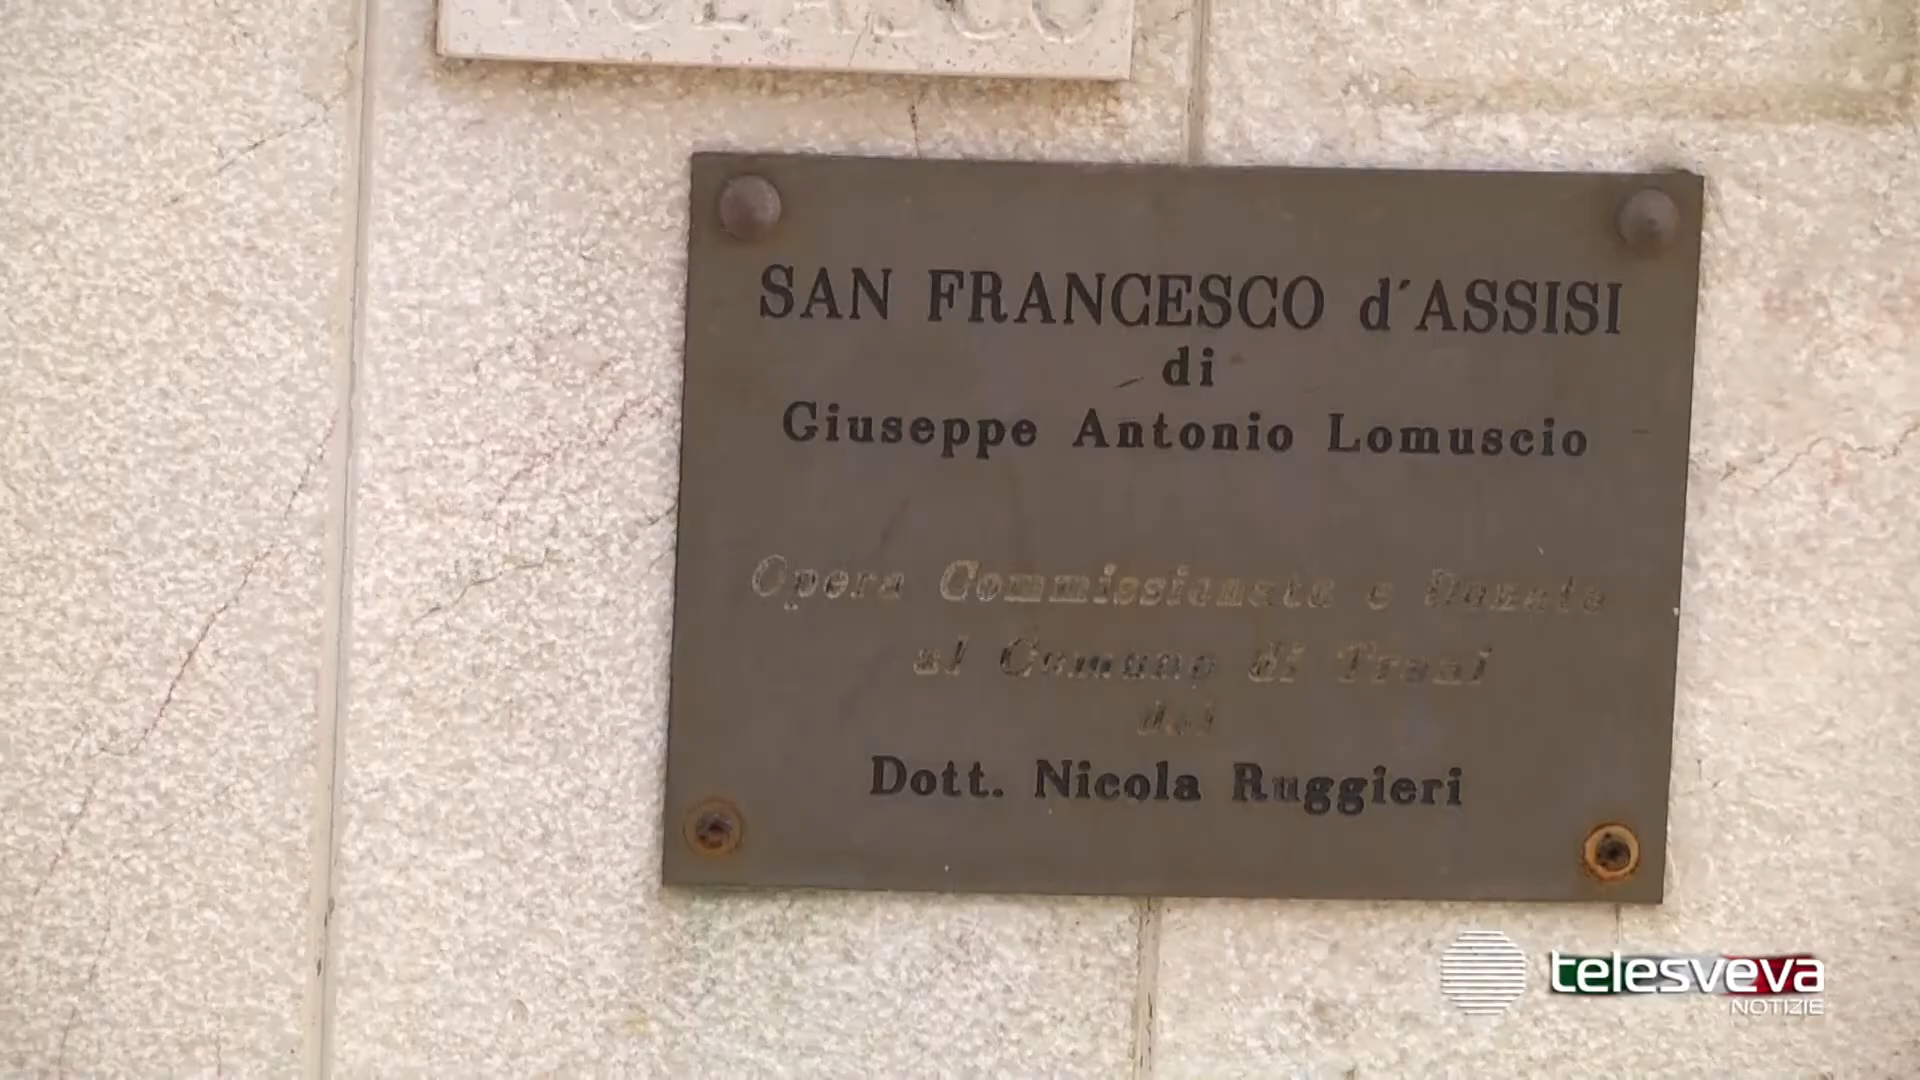 SAN FRANCESCO d'ASSISI
di
Giuseppe Antonio Lomuscio
Opera Commissionata e Donata
al Comune di Trani
dal
Dott. Nicola Ruggieri
telesveva
NOTIZIE